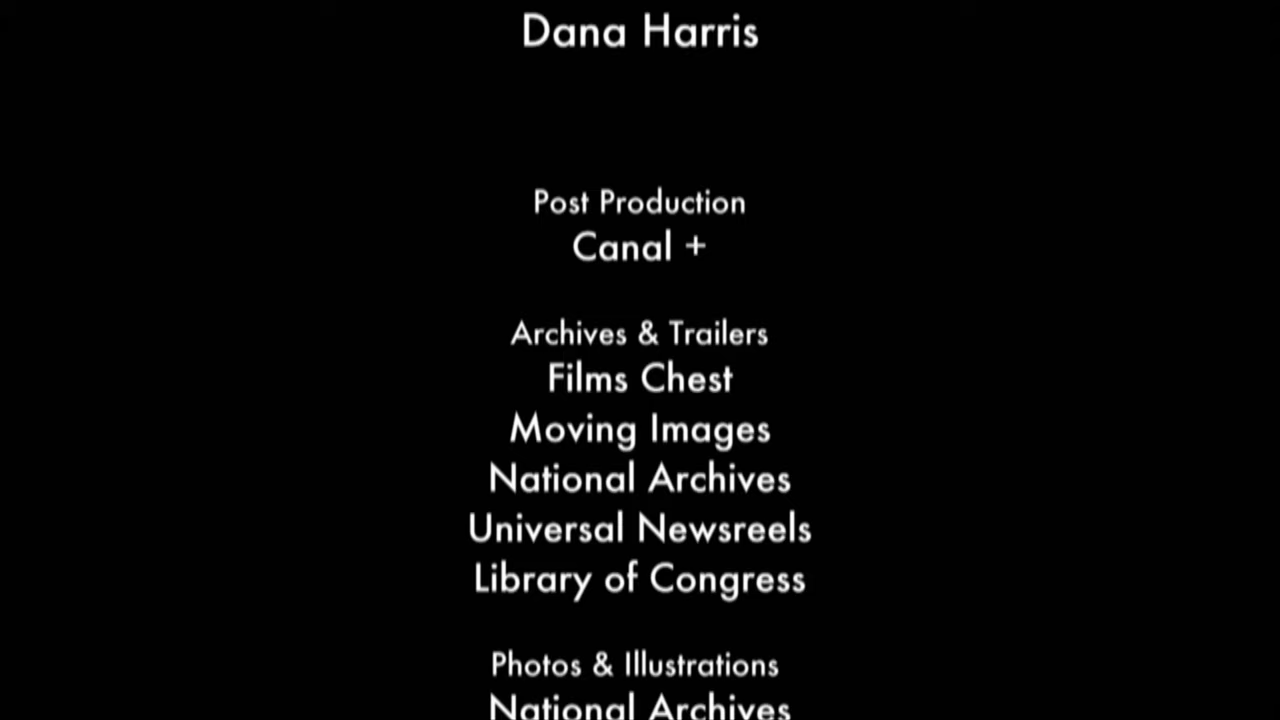 Dana Harris
Post Production
Canal +
Archives & Trailers
Films Chest
Moving Images
National Archives
Universal Newsreels
Library of Congress
Photos & Illustrations
National Archives